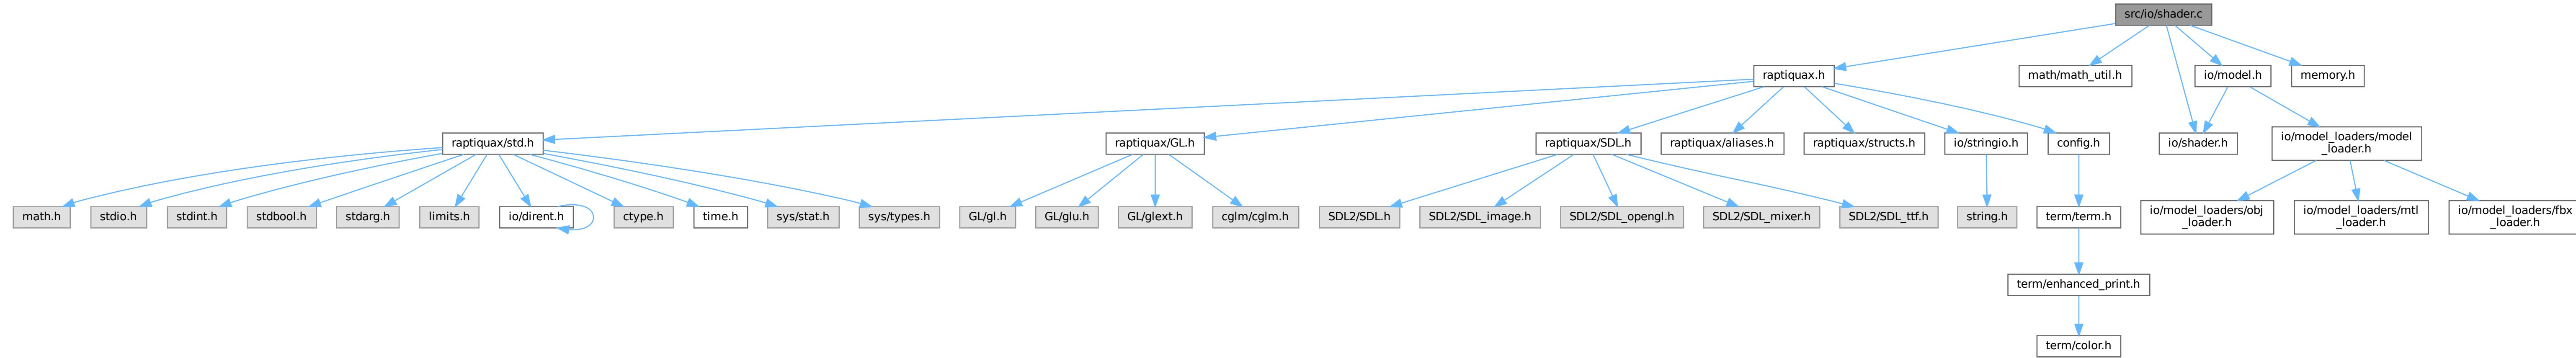 src/io/shader.c
raptiquax.h
math/math_util.h
io/model.h
memory.h
raptiquax/std.h
raptiquax/GL.h
raptiquax/SDL.h
raptiquax/aliases.h
raptiquax/structs.h
io/stringio.h
config.h
io/shader.h
io/model_loaders/model
_loader.h
math.h
stdio.h
stdint.h
stdbool.h
stdarg.h
limits.h
io/dirent.h
ctype.h
time.h
sys/stat.h
sys/types.h
GL/gl.h
GL/glu.h
GL/glext.h
cglm/cglm.h
SDL2/SDL.h
SDL2/SDL_image.h
SDL2/SDL_opengl.h
SDL2/SDL_mixer.h
SDL2/SDL_ttf.h
string.h
term/term.h
io/model_loaders/obj
_loader.h
io/model_loaders/mtl
_loader.h
io/model_loaders/fbx
_loader.h
term/enhanced_print.h
term/color.h